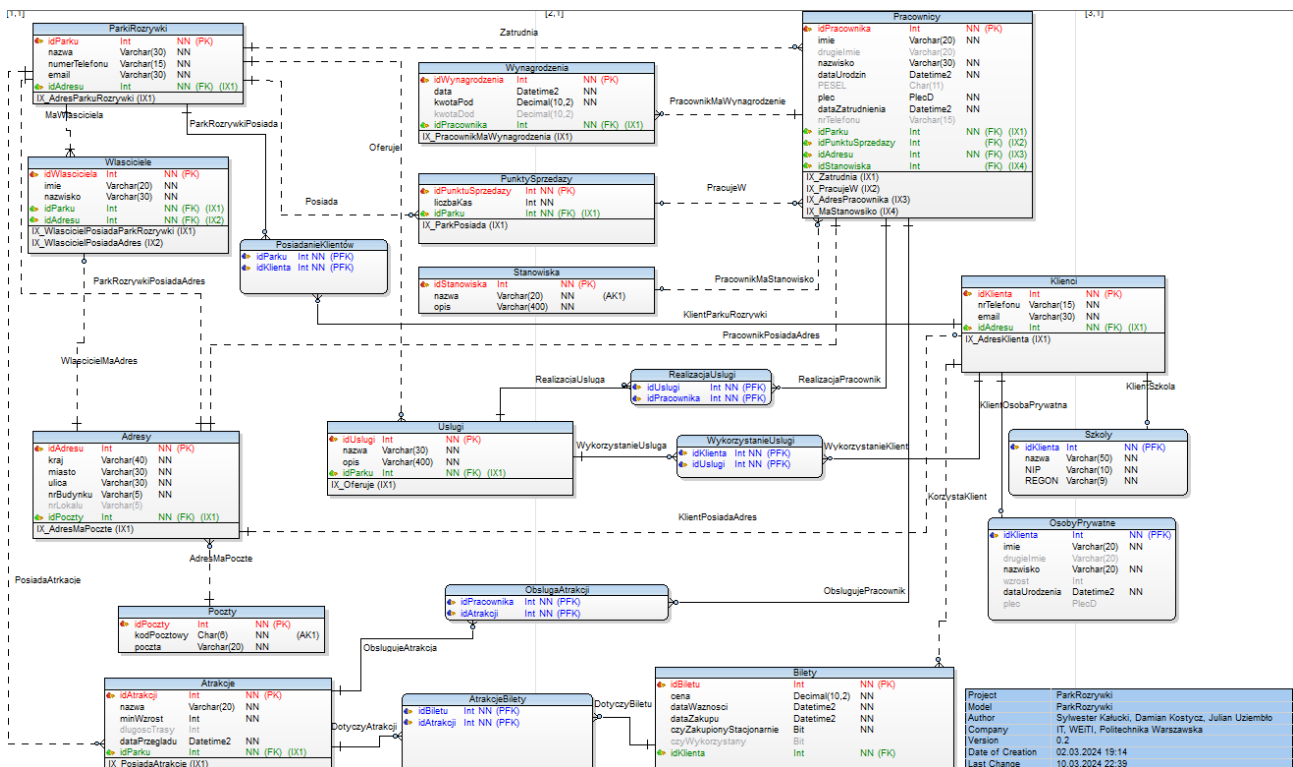 [1,1]
[2,1]
[3,1]
ParkiRozrywki
idParku Int NN (PK)
nazwa Varchar(30) NN
numerTelefonu Varchar(15) NN
email Varchar(30) NN
idAdresu Int NN (FK) (IX1)
IX_AdresParkuRozrywki (IX1)
Zatrudnia
Pracownicy
idPracownika Int NN (PK)
imie Varchar(20) NN
drugieImie Varchar(20)
nazwisko Varchar(30) NN
dataUrodzin Datetime2 NN
PESEL Char(11)
plec PlecD NN
dataZatrudnienia Datetime2 NN
nrTelefonu Varchar(15)
idParku Int NN (FK) (IX1)
idPunktuSprzedazy Int (FK) (IX2)
idAdresu Int NN (FK) (IX3)
idStanowiska Int (FK) (IX4)
IX_Zatrudnia (IX1)
IX_PracujeW (IX2)
IX_AdresPracownika (IX3)
IX_MaStanowsiko (IX4)
Wynagrodzenia
idWynagrodzenia Int NN (PK)
data Datetime2 NN
kwotaPod Decimal(10,2) NN
kwotaDod Decimal(10,2)
idPracownika Int NN (FK) (IX1)
IX_PracownikMaWynagrodzenia (IX1)
PracownikMaWynagrodzenie
MaWlasciciela
ParkRozrywkiPosiada
OferujeI
Wlasciciele
idWlasciciela Int NN (PK)
imie Varchar(20) NN
nazwisko Varchar(30) NN
idParku Int NN (FK) (IX1)
idAdresu Int NN (FK) (IX2)
IX_WlascicielPosiadaParkRozrywki (IX1)
IX_WlascicielPosiadaAdres (IX2)
Posiada
PunktySprzedazy
idPunktuSprzedazy Int NN (PK)
liczbaKas Int NN
idParku Int NN (FK) (IX1)
IX_ParkPosiada (IX1)
PracujeW
PosiadanieKlientów
idParku Int NN (PFK)
idKlienta Int NN (PFK)
Stanowiska
idStanowiska Int NN (PK)
nazwa Varchar(20) NN (AK1)
opis Varchar(400) NN
PracownikMaStanowisko
ParkRozrywkiPosiadaAdres
Klienci
idKlienta Int NN (PK)
nrTelefonu Varchar(15) NN
email Varchar(30) NN
idAdresu Int NN (FK) (IX1)
IX_AdresKlienta (IX1)
KlientParkuRozrywki
PracownikPosiadaAdres
WlascicielMaAdres
RealizacjaUsluga
RealizacjaUslugi
idUslugi Int NN (PFK)
idPracownika Int NN (PFK)
RealizacjaPracownik
KlientSzkola
KlientOsobaPrywatna
Adresy
idAdresu Int NN (PK)
kraj Varchar(40) NN
miasto Varchar(30) NN
ulica Varchar(30) NN
nrBudynku Varchar(5) NN
nrLokalu Varchar(5)
idPoczty Int NN (FK) (IX1)
IX_AdresMaPoczte (IX1)
Uslugi
idUslugi Int NN (PK)
nazwa Varchar(30) NN
opis Varchar(400) NN
idParku Int NN (FK) (IX1)
IX_Oferuje (IX1)
WykorzystanieUsluga
WykorzystanieUslugi
idKlienta Int NN (PFK)
idUslugi Int NN (PFK)
WykorzystanieKlient
Szkoly
idKlienta Int NN (PFK)
nazwa Varchar(50) NN
NIP Varchar(10) NN
REGON Varchar(9) NN
KorzystaKlient
KlientPosiadaAdres
OsobyPrywatne
idKlienta Int NN (PFK)
imie Varchar(20) NN
drugieImie Varchar(20)
nazwisko Varchar(20) NN
wzrost Int
dataUrodzenia Datetime2 NN
plec PlecD
AdresMaPoczte
PosiadaAtrkacje
Poczty
idPoczty Int NN (PK)
kodPocztowy Char(6) NN (AK1)
poczta Varchar(20) NN
ObslugaAtrakcji
idPracownika Int NN (PFK)
idAtrakcji Int NN (PFK)
ObslugujePracownik
ObslugujeAtrakcja
Atrakcje
idAtrakcji Int NN (PK)
nazwa Varchar(20) NN
minWzrost Int NN
dlugoscTrasy Int
dataPrzegladu Datetime2 NN
idParku Int NN (FK) (IX1)
IX_PosiadaAtrakcje (IX1)
DotyczyAtrakcji
AtrakcjeBilety
idBiletu Int NN (PFK)
idAtrakcji Int NN (PFK)
DotyczyBiletu
Bilety
idBiletu Int NN (PK)
cena Decimal(10,2) NN
dataWaznosci Datetime2 NN
dataZakupu Datetime2 NN
czyZakupionyStacjonarnie Bit NN
czyWykorzystany Bit
idKlienta Int NN (FK)
Project ParkRozrywki
Model ParkRozrywki
Author Sylwester Kałucki, Damian Kostycz, Julian Uziembło
Company IT, WEiTI, Politechnika Warszawska
Version 0.2
Date of Creation 02.03.2024 19:14
Last Change 10.03.2024 22:39